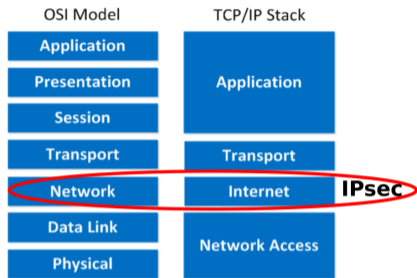 OSI Model
TCP/IP Stack
Application
Presentation
Session
Transport
Network
Data Link
Physical
Application
Transport
Internet
IPsec
Network Access